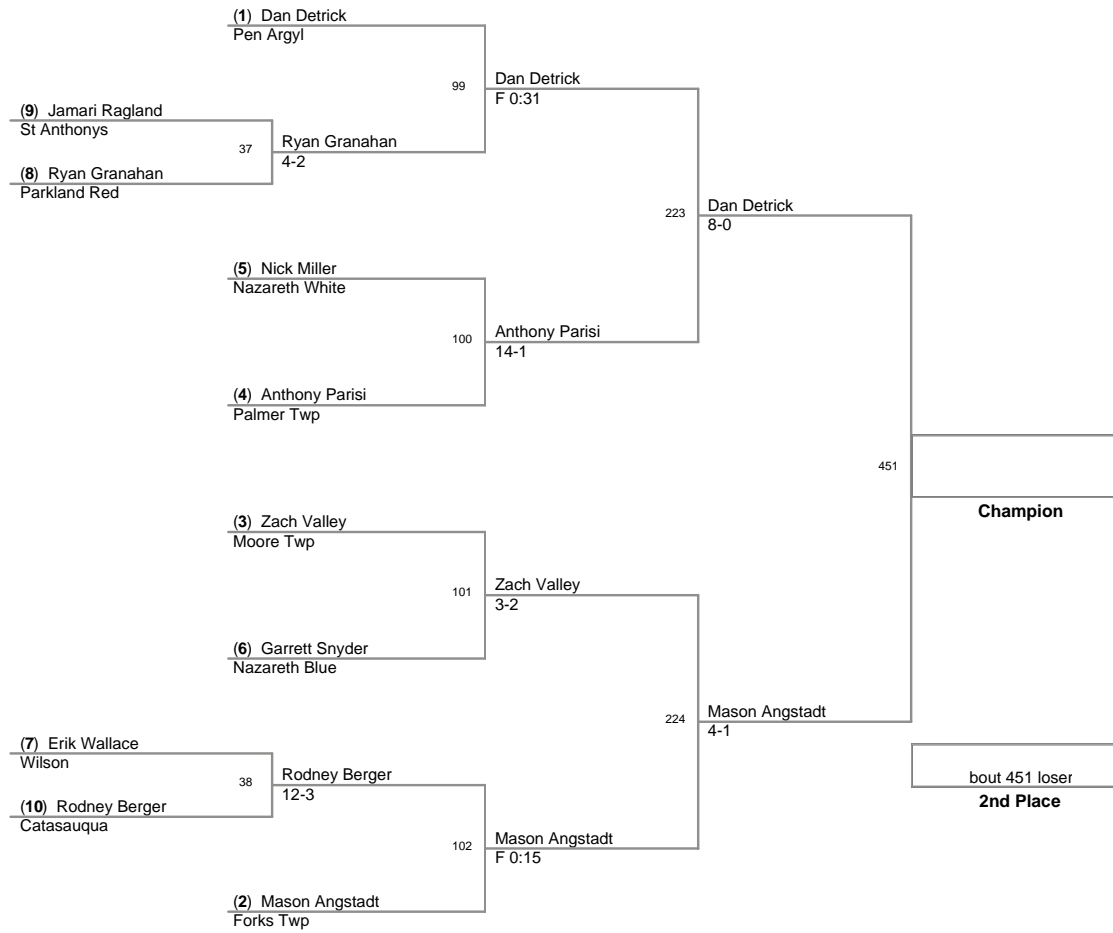 (1) Dan Detrick
Pen Argyl
99
Dan Detrick
F 0:31
(9) Jamari Ragland
St Anthonys
37
Ryan Granahan
4-2
(8) Ryan Granahan
Parkland Red
223
Dan Detrick
8-0
(5) Nick Miller
Nazareth White
100
Anthony Parisi
14-1
(4) Anthony Parisi
Palmer Twp
451
Champion
(3) Zach Valley
Moore Twp
101
Zach Valley
3-2
(6) Garrett Snyder
Nazareth Blue
224
Mason Angstadt
4-1
(7) Erik Wallace
Wilson
38
Rodney Berger
12-3
(10) Rodney Berger
Catasauqua
bout 451 loser
2nd Place
102
Mason Angstadt
F 0:15
(2) Mason Angstadt
Forks Twp